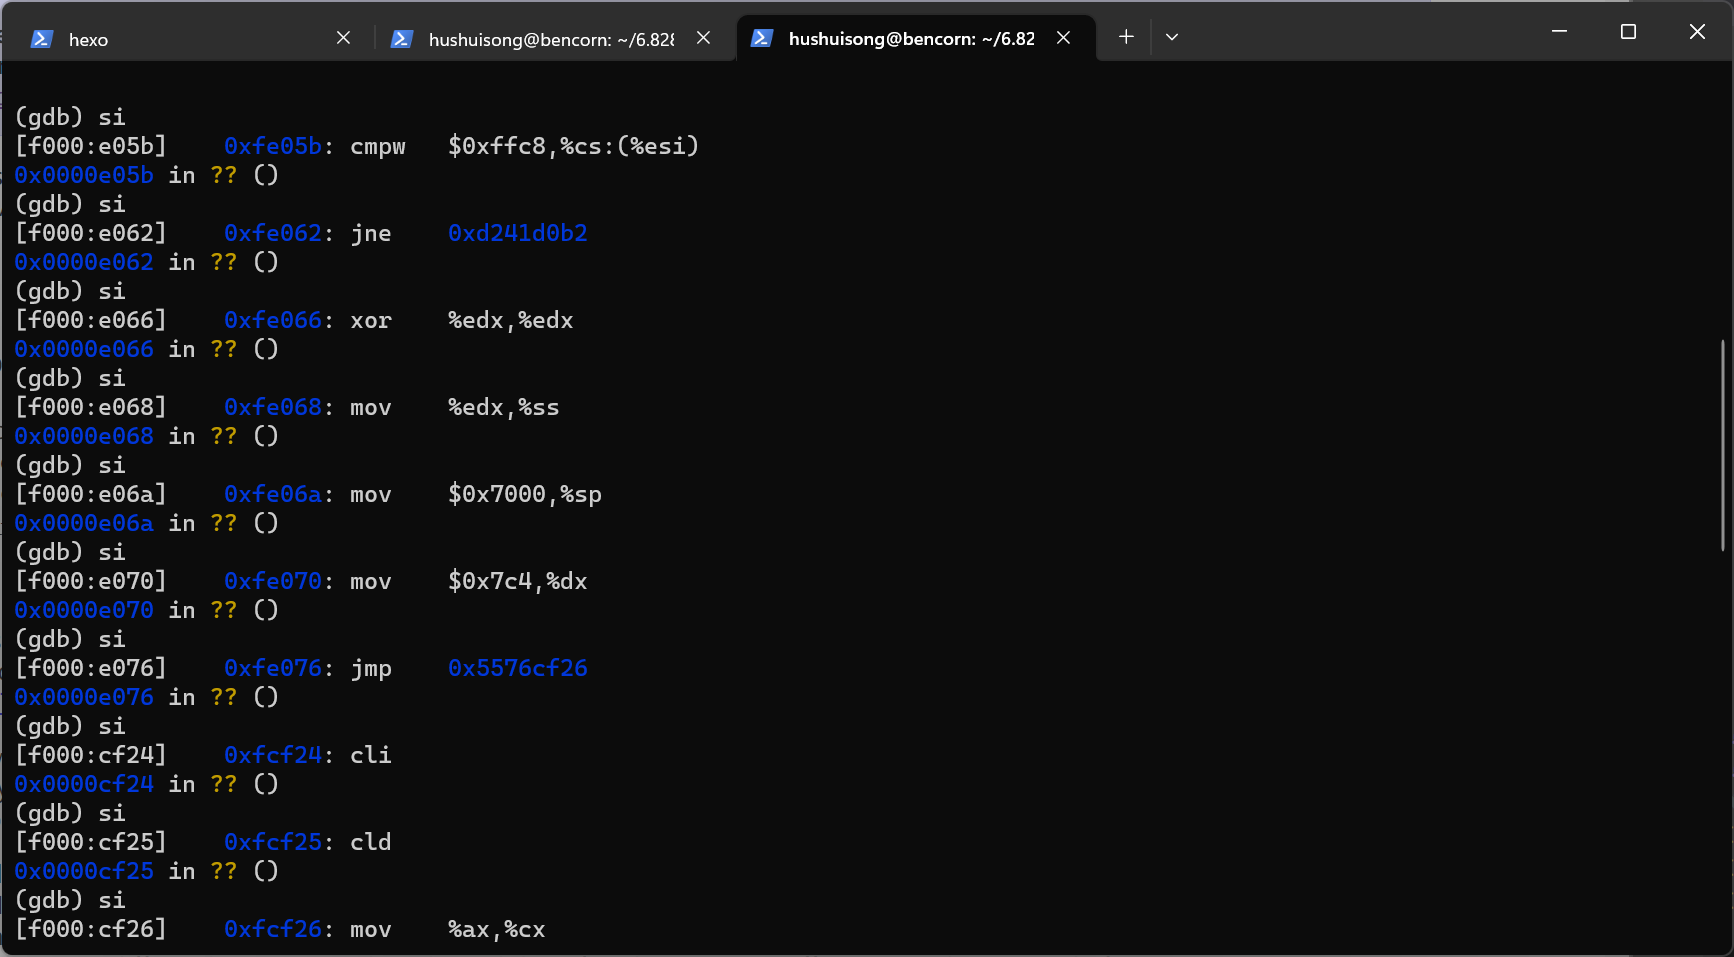 hexo
hushuisong@bencorn: ~/6.828
hushuisong@bencorn: ~/6.82
(gdb) si
[f000:e05b]    0xfe05b: cmpw   $0xffc8,%cs:(%esi)
0x0000e05b in ?? ()
(gdb) si
[f000:e062]    0xfe062: jne    0xd241d0b2
0x0000e062 in ?? ()
(gdb) si
[f000:e066]    0xfe066: xor    %edx,%edx
0x0000e066 in ?? ()
(gdb) si
[f000:e068]    0xfe068: mov    %edx,%ss
0x0000e068 in ?? ()
(gdb) si
[f000:e06a]    0xfe06a: mov    $0x7000,%sp
0x0000e06a in ?? ()
(gdb) si
[f000:e070]    0xfe070: mov    $0x7c4,%dx
0x0000e070 in ?? ()
(gdb) si
[f000:e076]    0xfe076: jmp    0x5576cf26
0x0000e076 in ?? ()
(gdb) si
[f000:cf24]    0xfcf24: cli
0x0000cf24 in ?? ()
(gdb) si
[f000:cf25]    0xfcf25: cld
0x0000cf25 in ?? ()
(gdb) si
[f000:cf26]    0xfcf26: mov    %ax,%cx